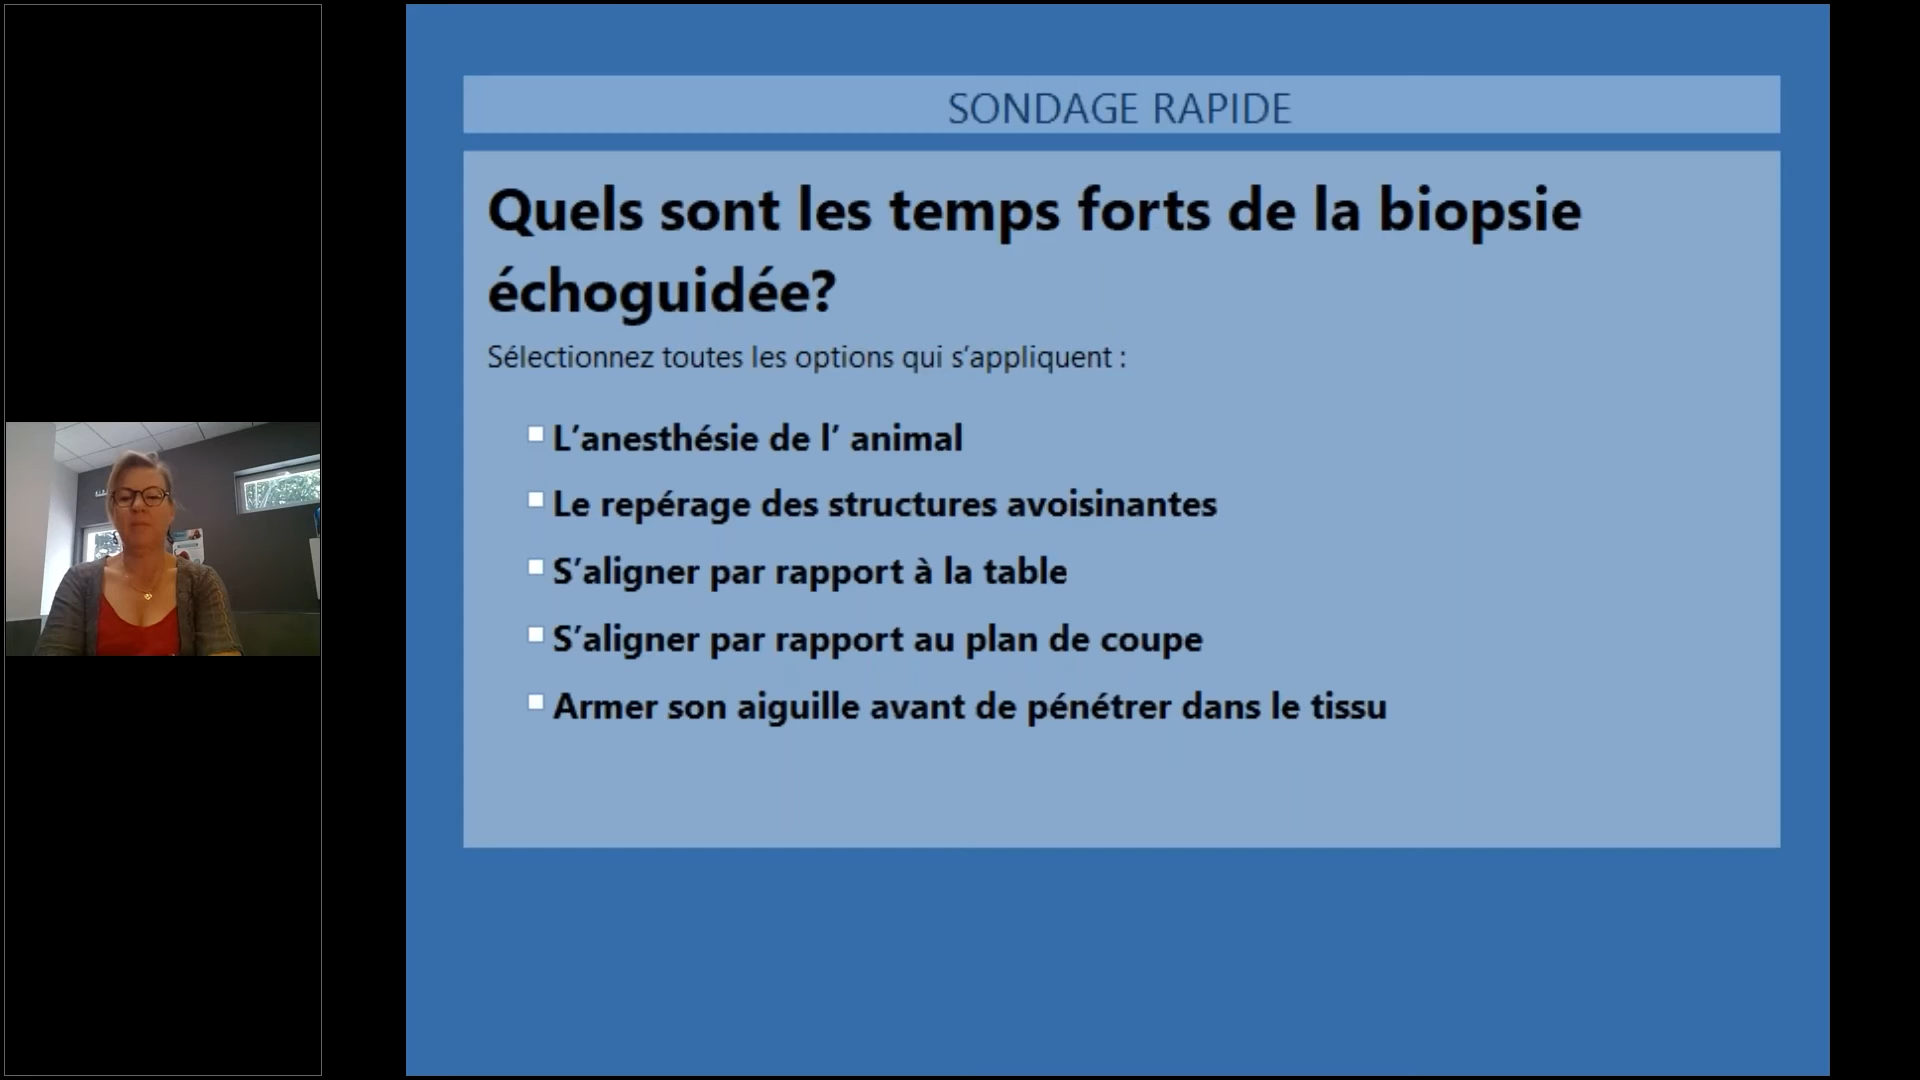 SONDAGE RAPIDE
Quels sont les temps forts de la biopsie
échoguidée?
Sélectionnez toutes les options qui s’appliquent :
L’anesthésie de l’ animal
Le repérage des structures avoisinantes
S’aligner par rapport à la table
S’aligner par rapport au plan de coupe
Armer son aiguille avant de pénétrer dans le tissu